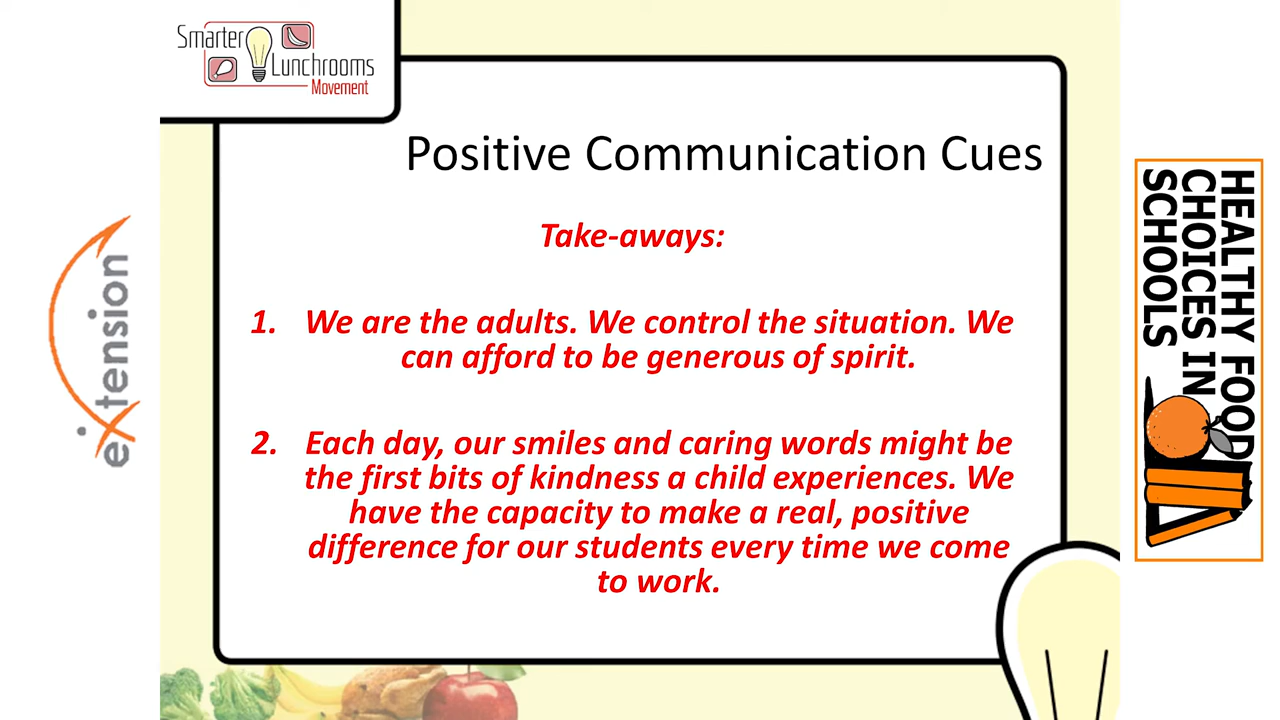 Smarter
Lunchrooms
Movement
Positive Communication Cues
Take-aways:
1. We are the adults. We control the situation. We
can afford to be generous of spirit.
2. Each day, our smiles and caring words might be
the first bits of kindness a child experiences. We
have the capacity to make a real, positive
difference for our students every time we come
to work.
eXtension
HEALTHY FOOD
CHOICES IN
SCHOOLS